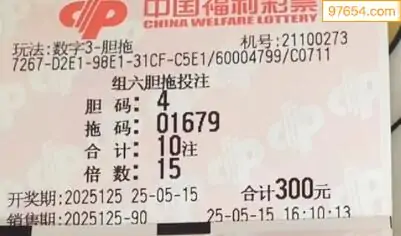 97654.com
中国福利彩票
CHINA WELFARE LOTTERY
玩法:数字3-胆拖 机号:21100273
7267-D2E1-98E1-31CF-C5E1/60004799/C0711
组六胆拖投注
胆 码: 4
拖 码: 01679
合 计: 10注
倍 数: 15
开奖期:2025125 25-05-15 合计300元
销售期:2025125-90 25-05-15 16:10:13